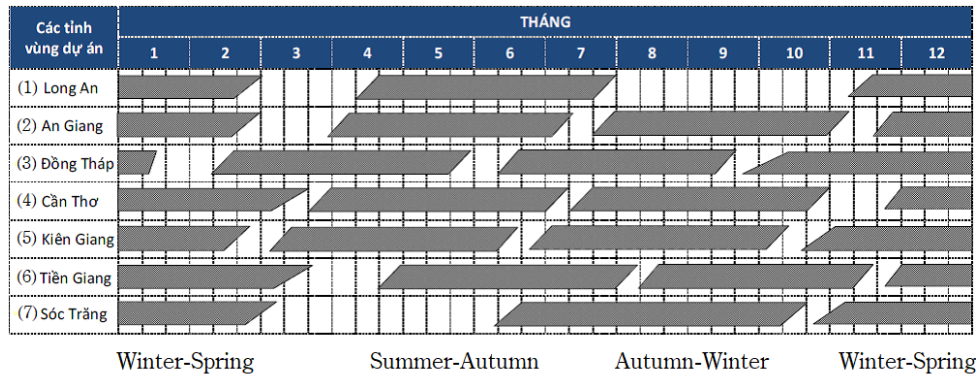 Các tỉnh
vùng dự án
THÁNG
1 2 3 4 5 6 7 8 9 10 11 12
(1) Long An
(2) An Giang
(3) Đồng Tháp
(4) Cần Thơ
(5) Kiên Giang
(6) Tiền Giang
(7) Sóc Trăng
Winter-Spring Summer-Autumn Autumn-Winter Winter-Spring